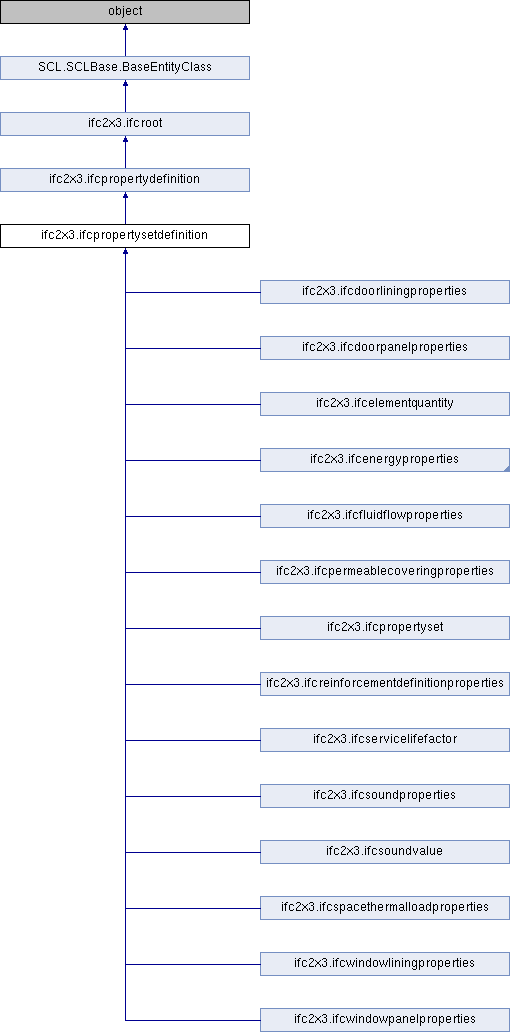 object
SCL.SCLBase.BaseEntityClass
ifc2x3.ifcroot
ifc2x3.ifcpropertydefinition
ifc2x3.ifcpropertysetdefinition
ifc2x3.ifcdoorliningproperties
ifc2x3.ifcdoorpanelproperties
ifc2x3.ifcelementquantity
ifc2x3.ifcenergyproperties
ifc2x3.ifcfluidflowproperties
ifc2x3.ifcpermeablecoveringproperties
ifc2x3.ifcpropertyset
ifc2x3.ifcreinforcementdefinitionproperties
ifc2x3.ifcservicelifefactor
ifc2x3.ifcsoundproperties
ifc2x3.ifcsoundvalue
ifc2x3.ifcspacethermalloadproperties
ifc2x3.ifcwindowliningproperties
ifc2x3.ifcwindowpanelproperties